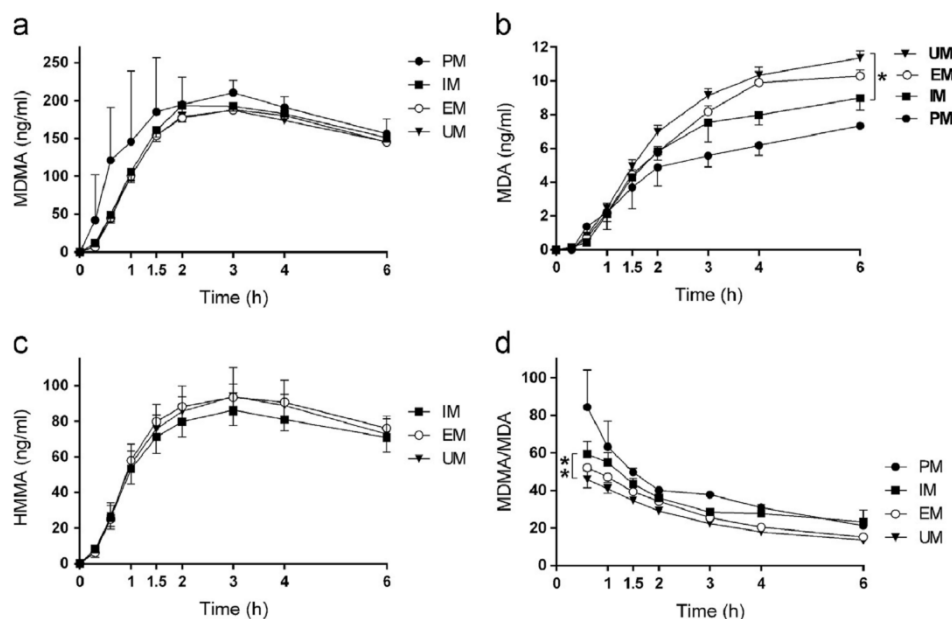 a
MDMA (ng/ml)
250
200
150
100
50
0
0 1 1.5 2 3 4 6
Time (h)
PM
IM
EM
UM
b
MDA (ng/ml)
12
10
8
6
4
2
0
0 1 1.5 2 3 4 6
Time (h)
UM
EM
IM
PM
*
c
HMMA (ng/ml)
100
80
60
40
20
0
0 1 1.5 2 3 4 6
Time (h)
IM
EM
UM
d
MDMA/MDA
100
80
60
40
20
0
0 1 1.5 2 3 4 6
Time (h)
**
PM
IM
EM
UM